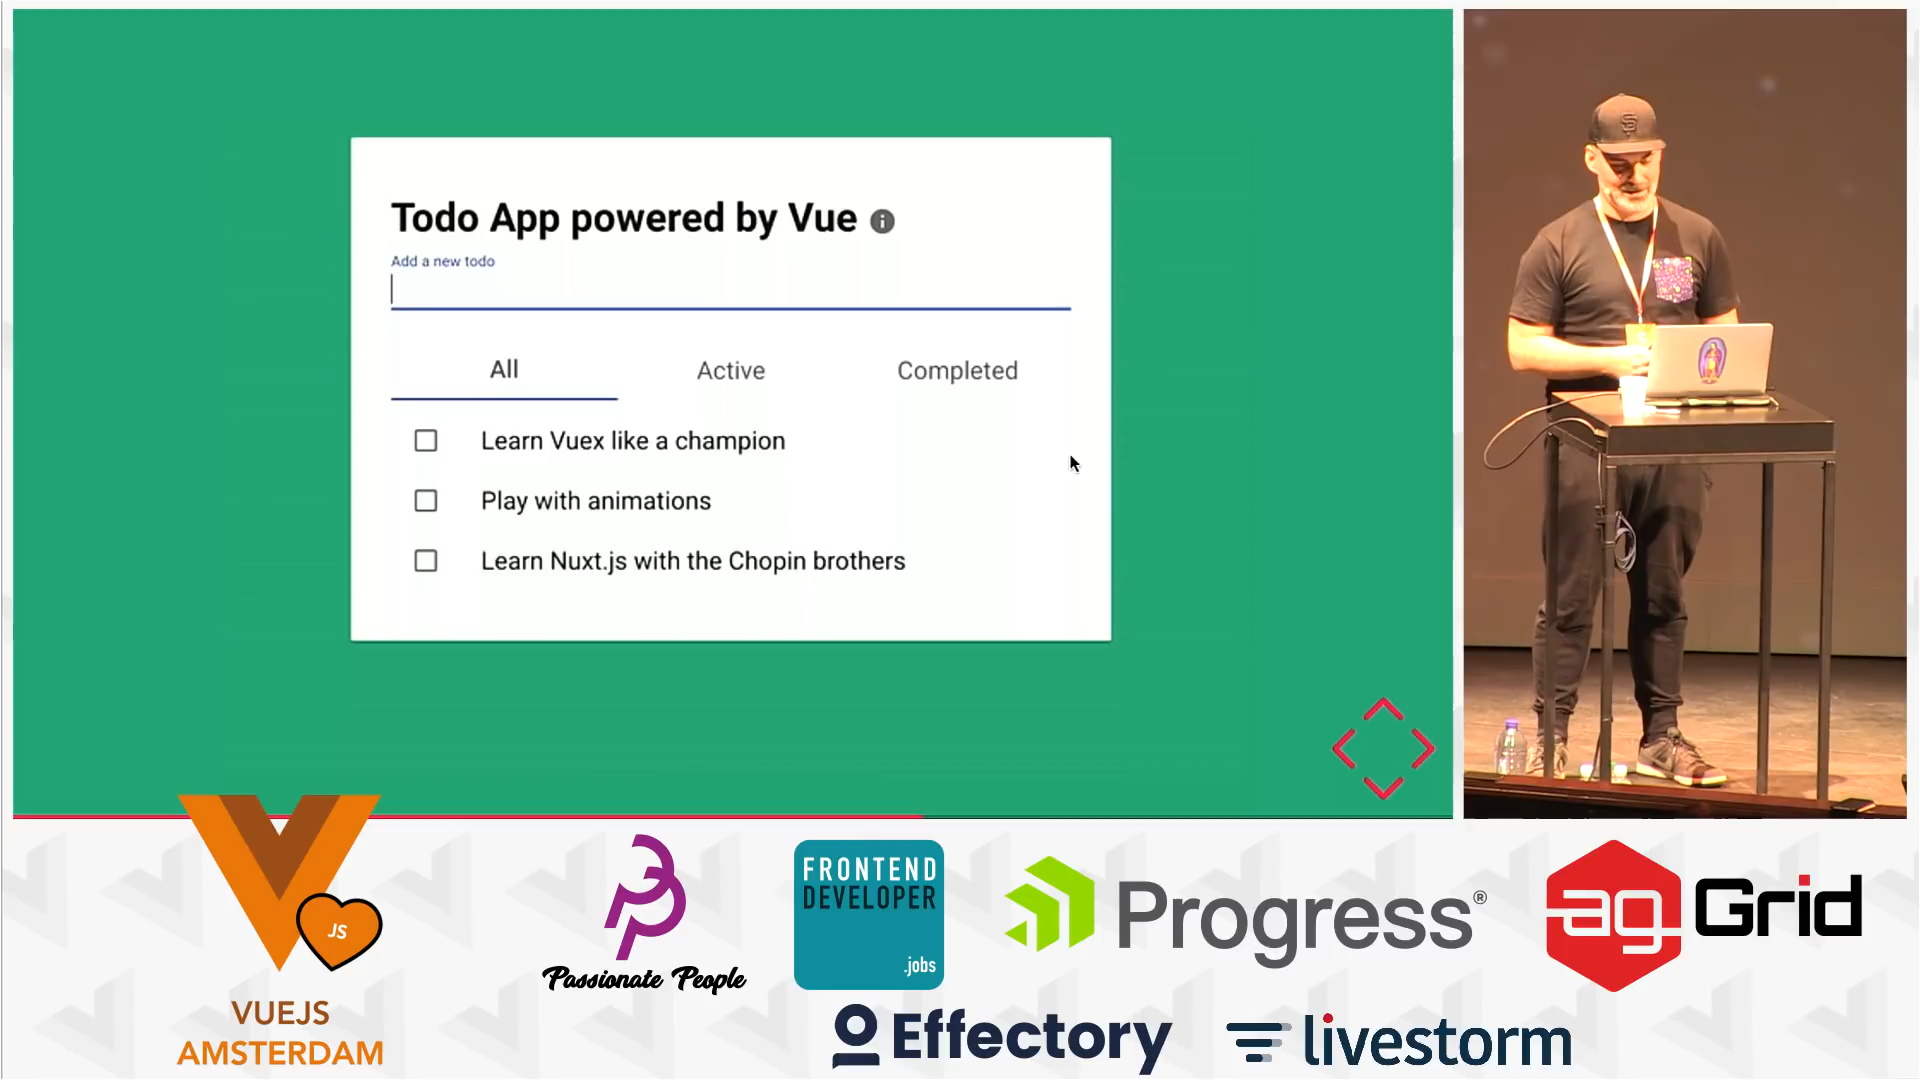 Todo App powered by Vue
Add a new todo
All Active Completed
Learn Vuex like a champion
Play with animations
Learn Nuxt.js with the Chopin brothers
JS
VUEJS
AMSTERDAM
Passionate People
FRONTEND
DEVELOPER
.jobs
Progress®
ag Grid
Effectory
livestorm